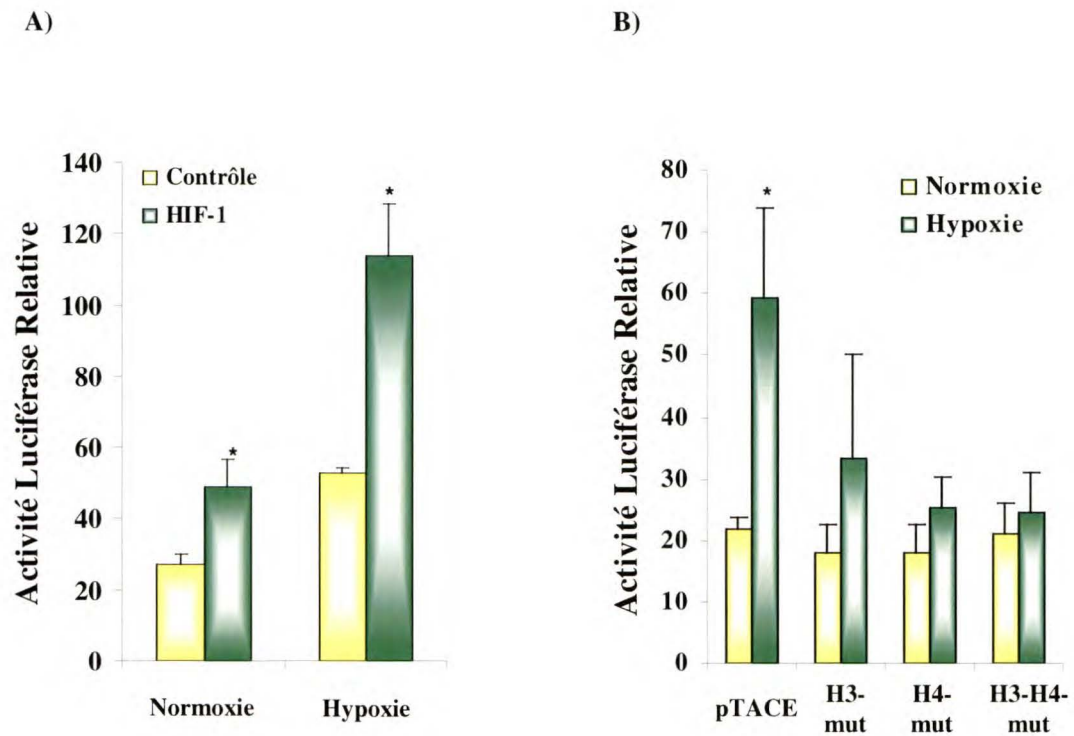 A)
Activité Luciférase Relative
140
120
100
80
60
40
20
0
Contrôle
HIF-1
*
*
Normoxie
Hypoxie
B)
Activité Luciférase Relative
80
70
60
50
40
30
20
10
0
Normoxie
Hypoxie
*
pTACE
H3-
mut
H4-
mut
H3-H4-
mut